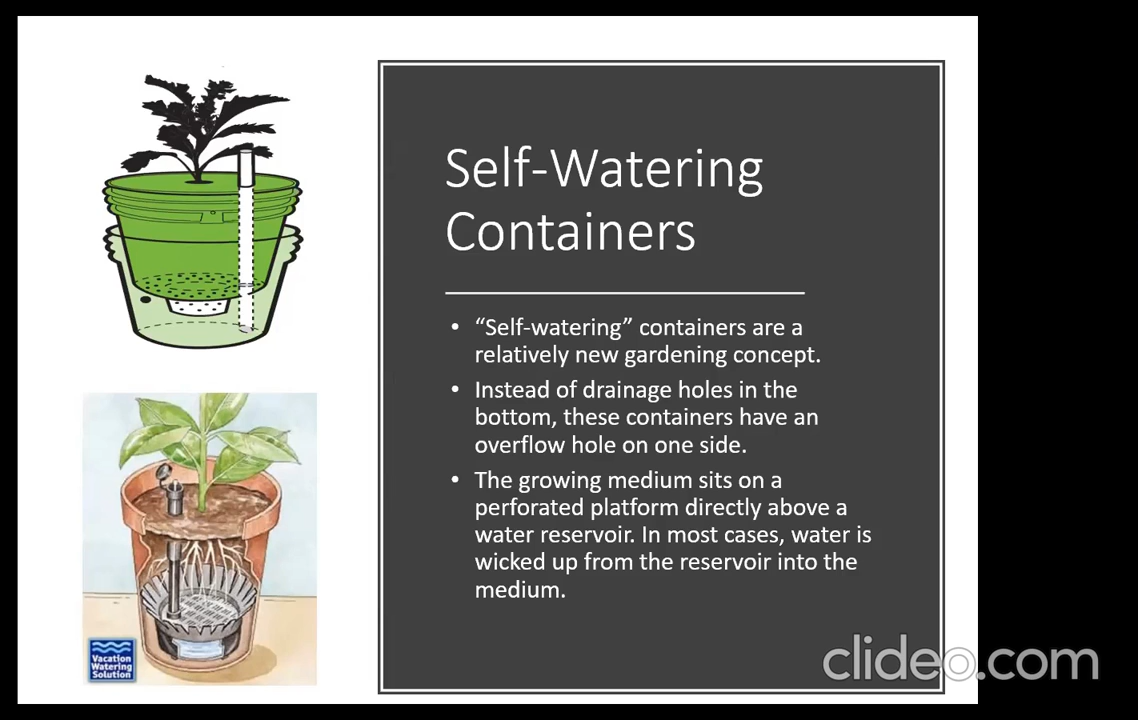 Self-Watering
Containers
• “Self-watering” containers are a
relatively new gardening concept.
• Instead of drainage holes in the
bottom, these containers have an
overflow hole on one side.
• The growing medium sits on a
perforated platform directly above a
water reservoir. In most cases, water is
wicked up from the reservoir into the
medium.
Vacation
Watering
Solution
clideo.com